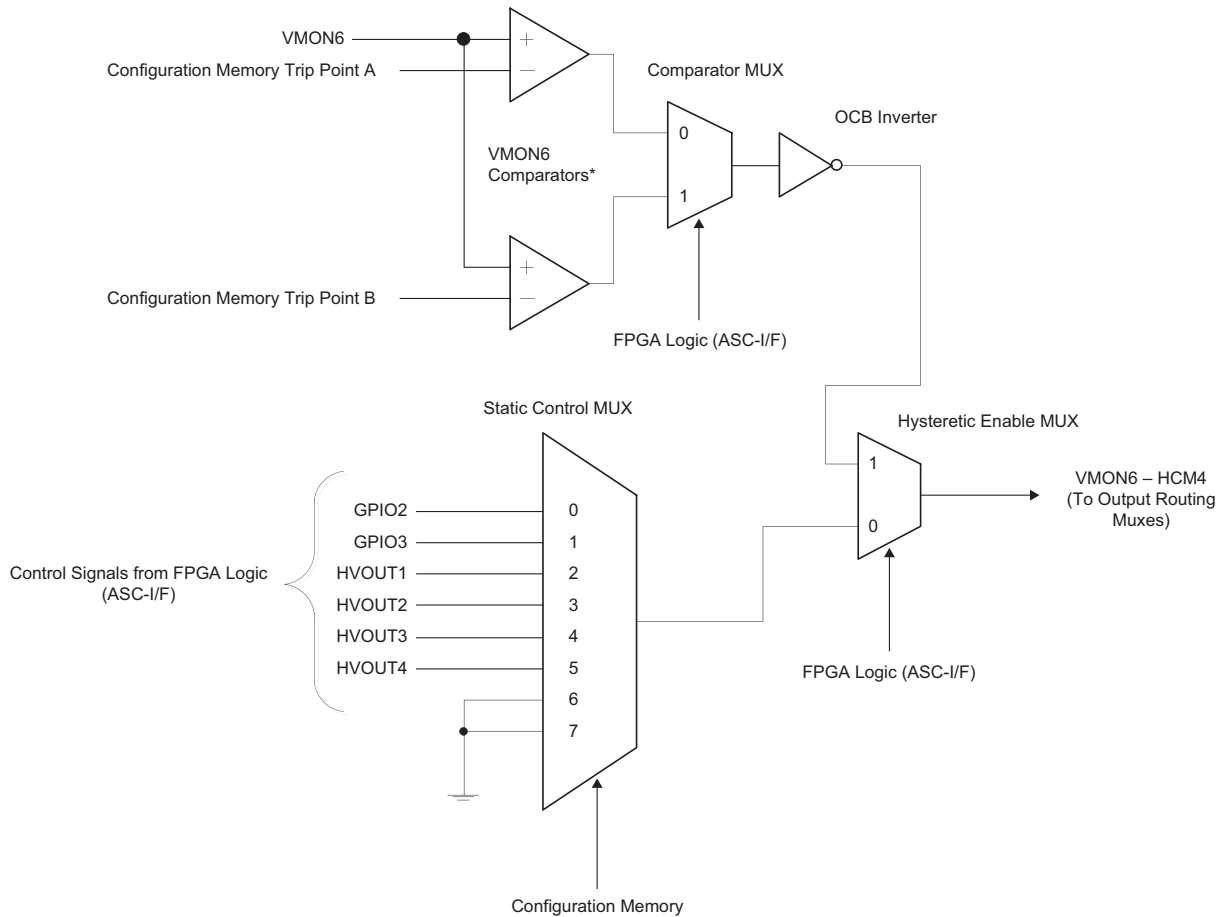 VMON6
+
Configuration Memory Trip Point A
−
Comparator MUX
0
1
OCB Inverter
VMON6
Comparators*
+
Configuration Memory Trip Point B
−
FPGA Logic (ASC-I/F)
Static Control MUX
Hysteretic Enable MUX
1
0
VMON6 – HCM4
(To Output Routing
Muxes)
FPGA Logic (ASC-I/F)
Control Signals from FPGA Logic
(ASC-I/F)
GPIO2 0
GPIO3 1
HVOUT1 2
HVOUT2 3
HVOUT3 4
HVOUT4 5
6
7
Configuration Memory